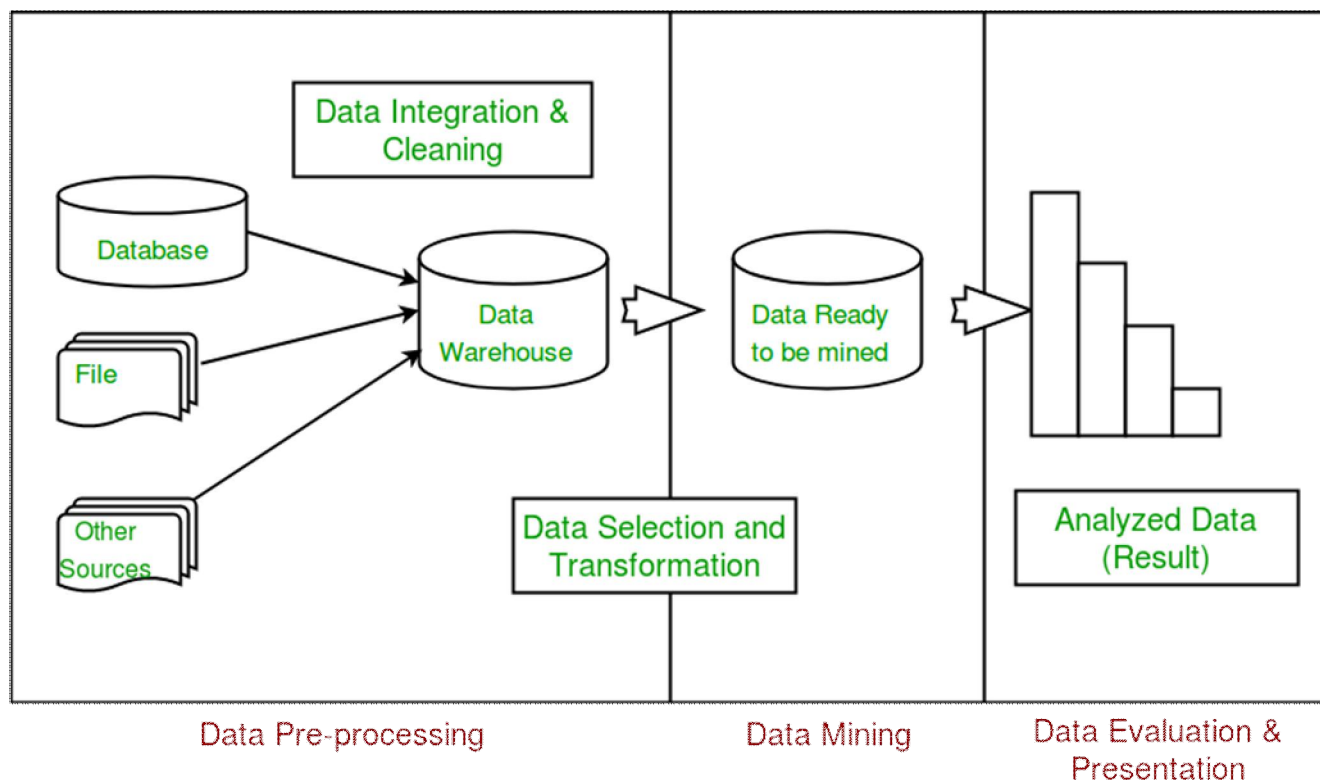 Data Integration &
Cleaning
Database
File
Other
Sources
Data
Warehouse
Data Ready
to be mined
Data Selection and
Transformation
Analyzed Data
(Result)
Data Pre-processing
Data Mining
Data Evaluation &
Presentation